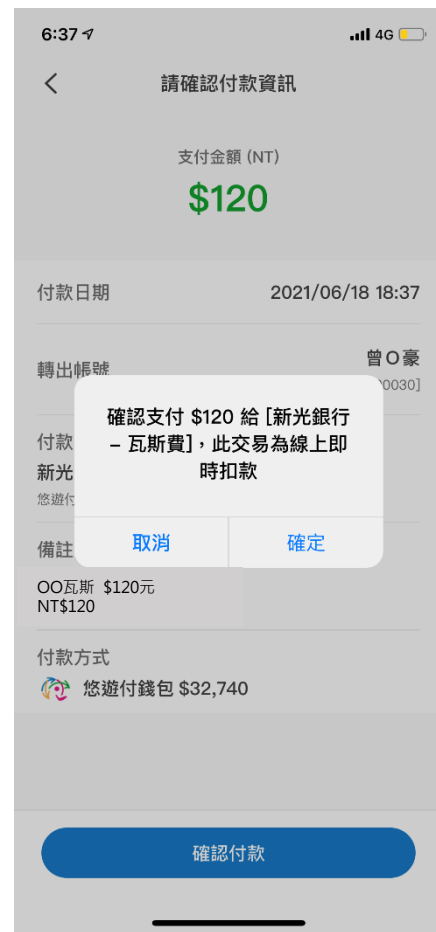 6:37
4G
請確認付款資訊
支付金額 (NT)
$120
付款日期 2021/06/18 18:37
轉出帳號 曾O豪
0030]
確認支付 $120 給 [新光銀行
– 瓦斯費]，此交易為線上即
時扣款
取消 確定
付款
新光
悠遊付
備註
OO瓦斯 $120元
NT$120
付款方式
悠遊付錢包 $32,740
確認付款